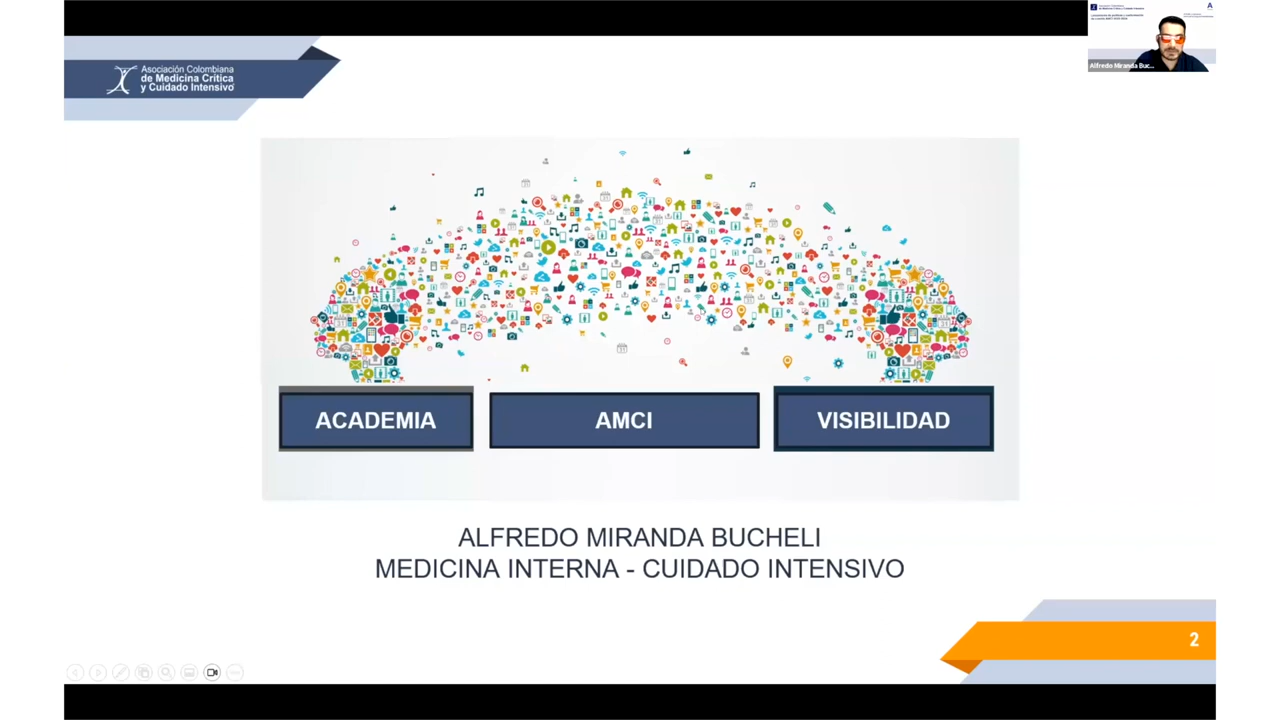 Asociación Colombiana
de Medicina Crítica
y Cuidado Intensivo
Alfredo Miranda Buc...
ACADEMIA
AMCI
VISIBILIDAD
ALFREDO MIRANDA BUCHELI
MEDICINA INTERNA - CUIDADO INTENSIVO
2